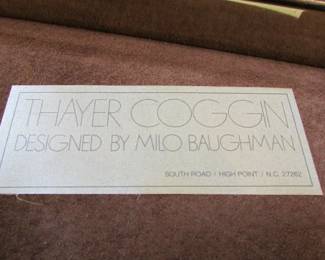 THAYER COGGIN
DESIGNED BY MILO BAUGHMAN
SOUTH ROAD / HIGH POINT / N.C. 27262